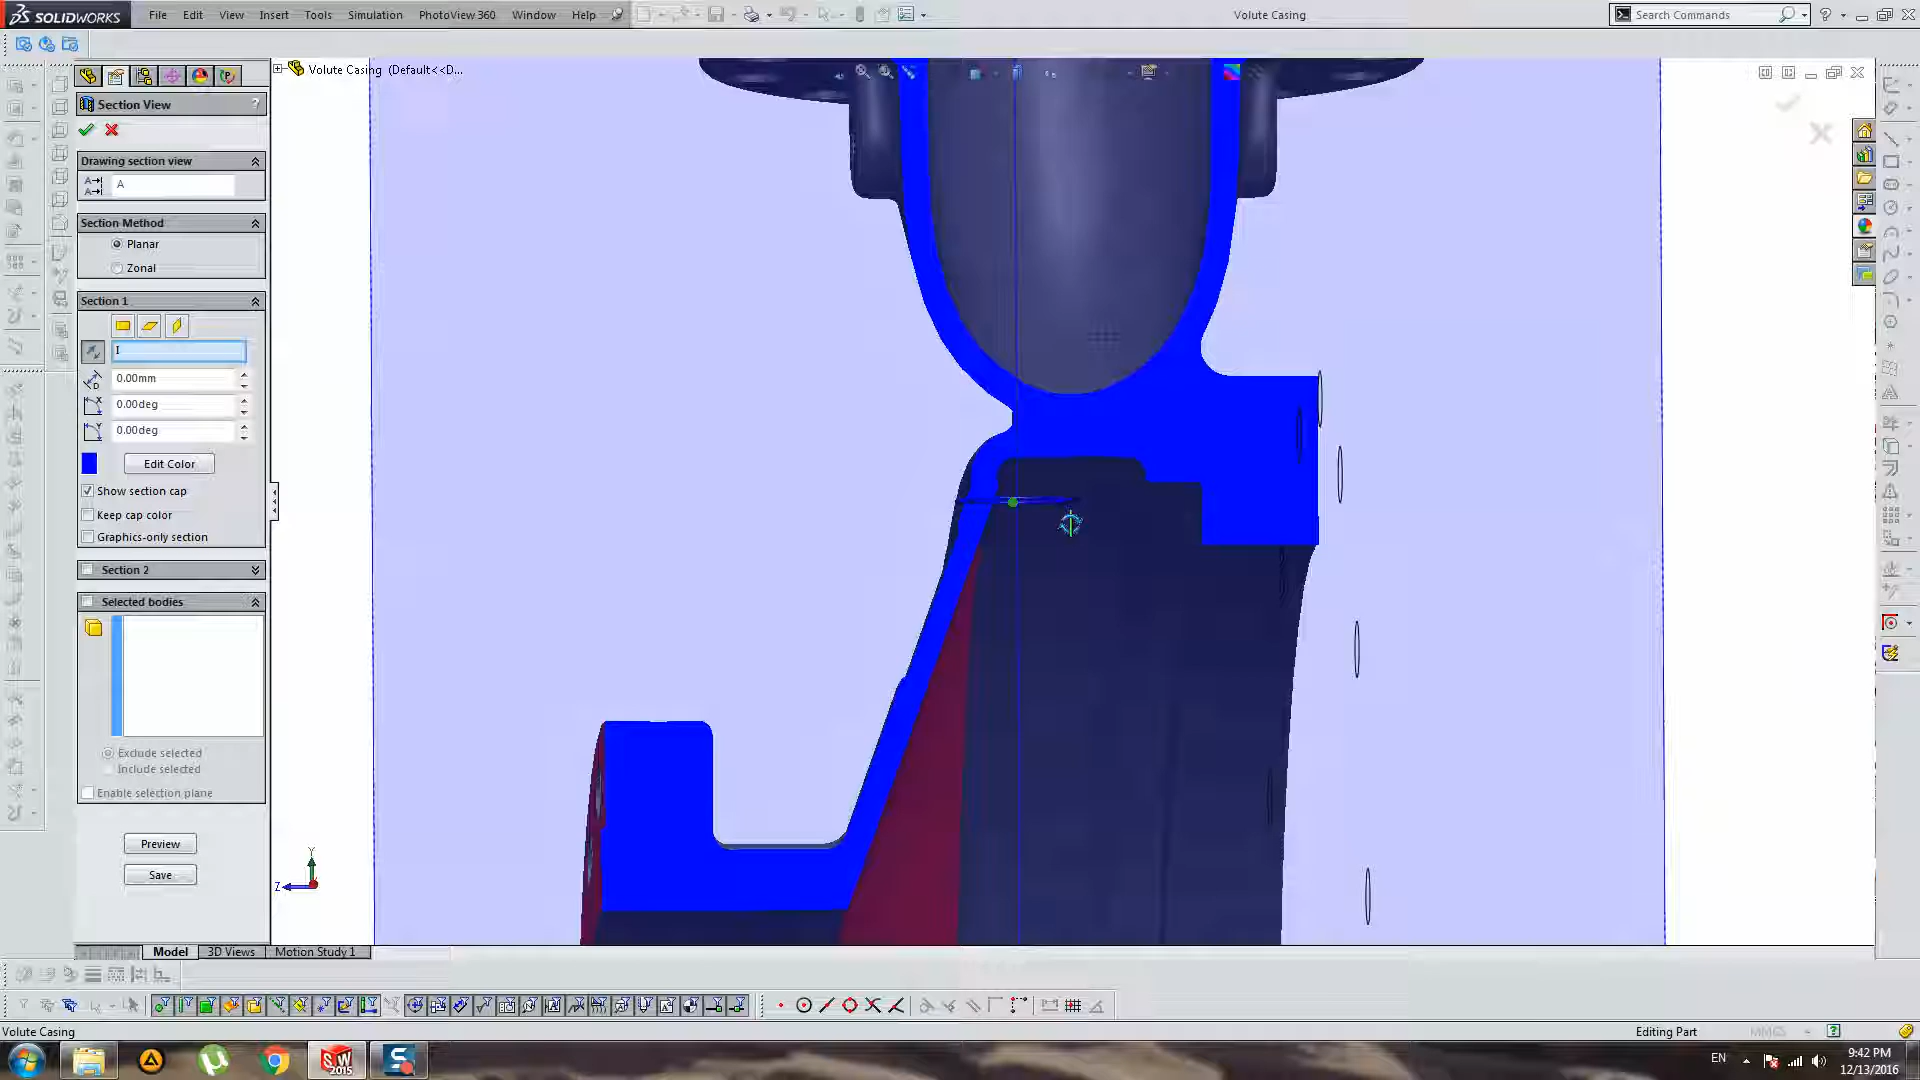 SOLIDWORKS File Edit View Insert Tools Simulation PhotoView 360 Window Help Volute Casing Search Commands
Volute Casing (Default<<D...
Section View ?
Drawing section view
A
Section Method
Planar
Zonal
Section 1
0.00mm
0.00deg
0.00deg
Edit Color
Show section cap
Keep cap color
Graphics-only section
Section 2
Selected bodies
Exclude selected
Include selected
Enable selection plane
Preview
Save
Y
Z
Model 3D Views Motion Study 1
Volute Casing Editing Part MMGS
SW 2015 S EN 9:42 PM
12/13/2016